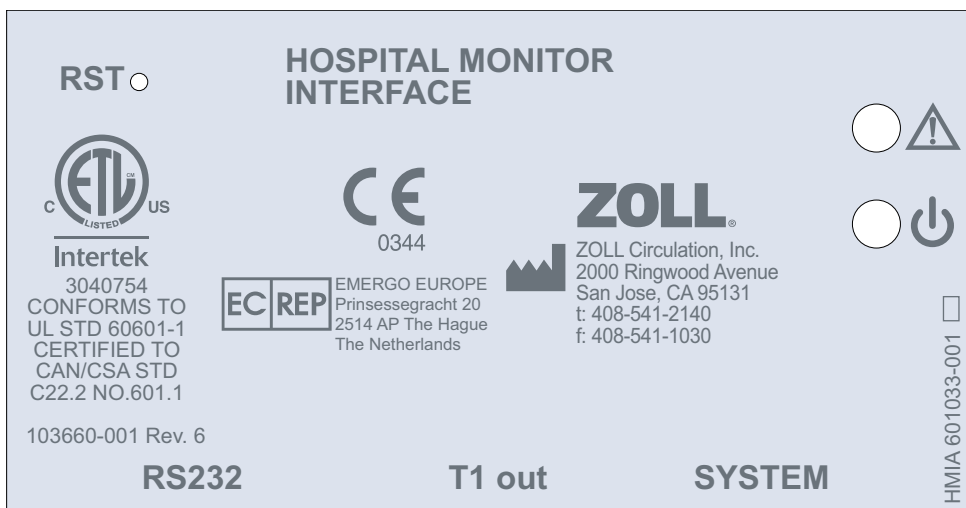 RST
HOSPITAL MONITOR
INTERFACE
C ETL CM US
LISTED
Intertek
3040754
CONFORMS TO
UL STD 60601-1
CERTIFIED TO
CAN/CSA STD
C22.2 NO.601.1
103660-001 Rev. 6
CE
0344
EC REP
EMERGO EUROPE
Prinsessegracht 20
2514 AP The Hague
The Netherlands
ZOLL®
ZOLL Circulation, Inc.
2000 Ringwood Avenue
San Jose, CA 95131
t: 408-541-2140
f: 408-541-1030
HMIA 601033-001
RS232
T1 out
SYSTEM